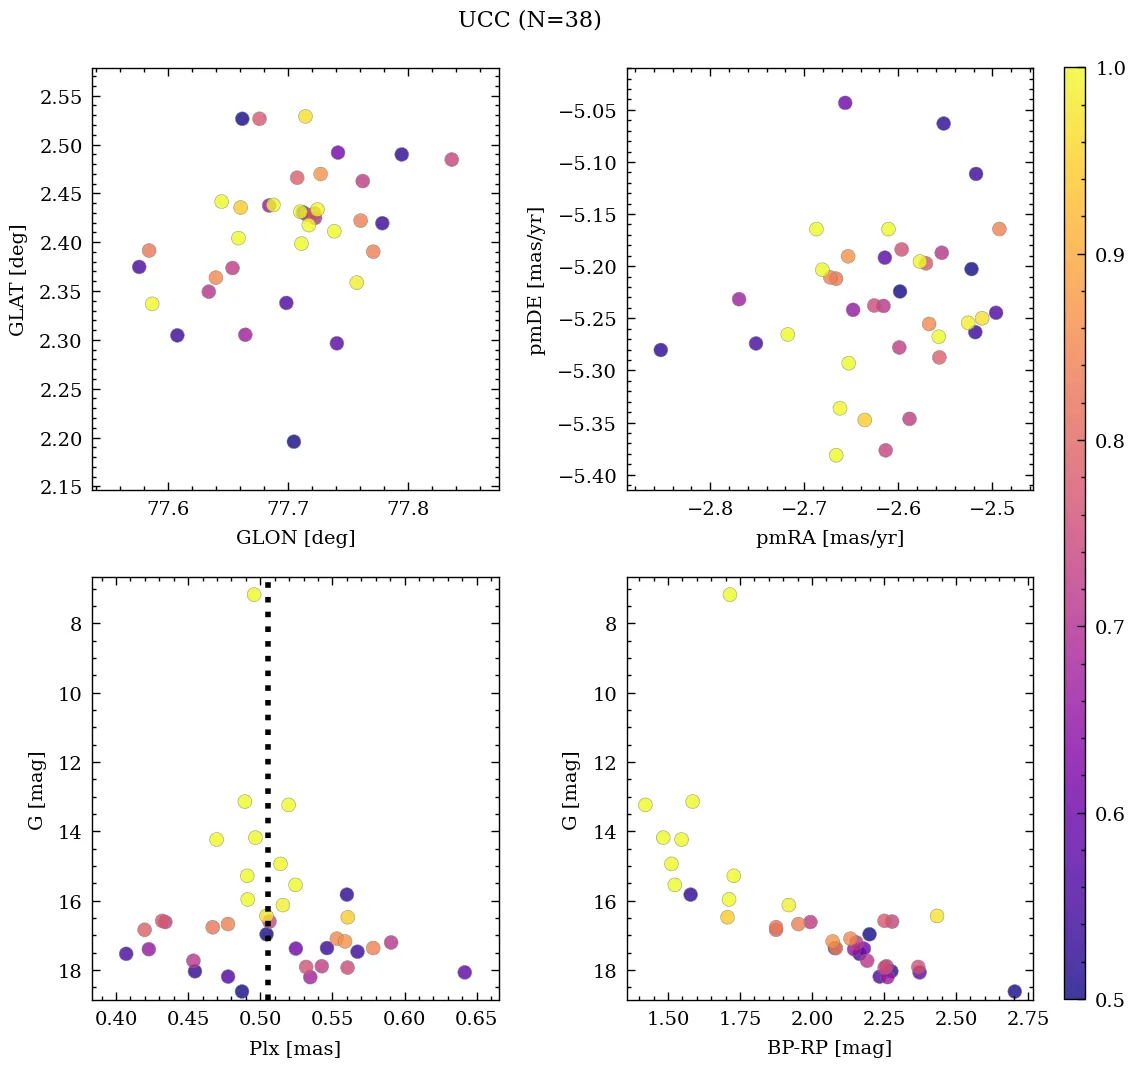 UCC (N=38)
2.55
2.50
2.45
2.40
2.35
2.30
2.25
2.20
2.15
GLAT [deg]
77.6 77.7 77.8
GLON [deg]
−5.05
−5.10
−5.15
−5.20
−5.25
−5.30
−5.35
−5.40
pmDE [mas/yr]
−2.8 −2.7 −2.6 −2.5
pmRA [mas/yr]
8
10
12
14
16
18
G [mag]
0.40 0.45 0.50 0.55 0.60 0.65
Plx [mas]
8
10
12
14
16
18
G [mag]
1.50 1.75 2.00 2.25 2.50 2.75
BP-RP [mag]
1.0
0.9
0.8
0.7
0.6
0.5